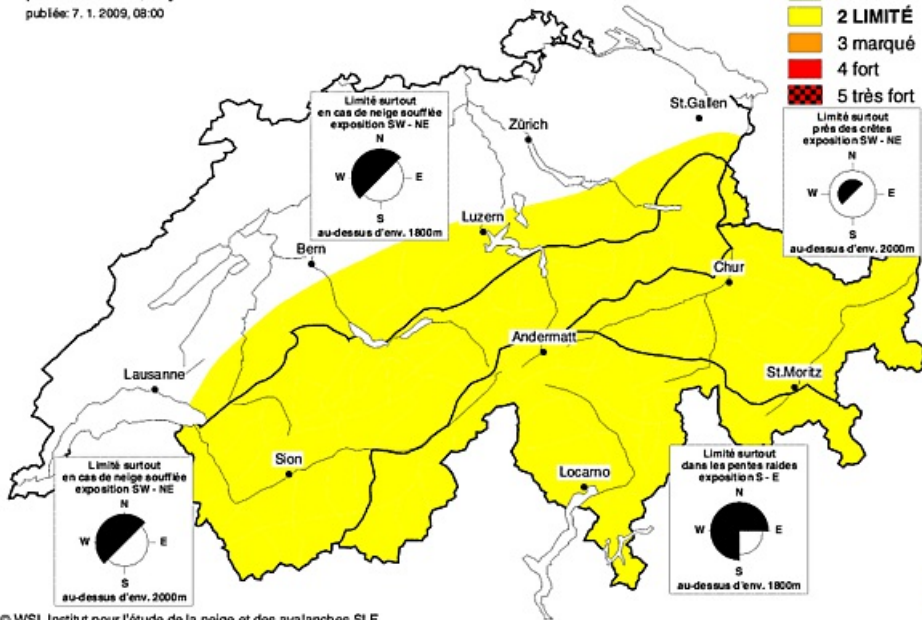 publiée: 7. 1. 2009, 08:00
2 LIMITÉ
3 marqué
4 fort
5 très fort
Limité surtout
en cas de neige soufflée
exposition SW - NE
N
W
E
S
au-dessus d'env. 1800m
Limité surtout
près des crêtes
exposition SW - NE
N
W
E
S
au-dessus d'env. 2000m
St.Gallen
Zürich
Luzern
Bern
Chur
Andermatt
Lausanne
St.Moritz
Sion
Locarno
Limité surtout
en cas de neige soufflée
exposition SW - NE
N
W
E
S
au-dessus d'env. 2000m
Limité surtout
dans les pentes raides
exposition S - E
N
W
E
S
au-dessus d'env. 1800m
© WSL Institut pour l'étude de la neige et des avalanches SLF